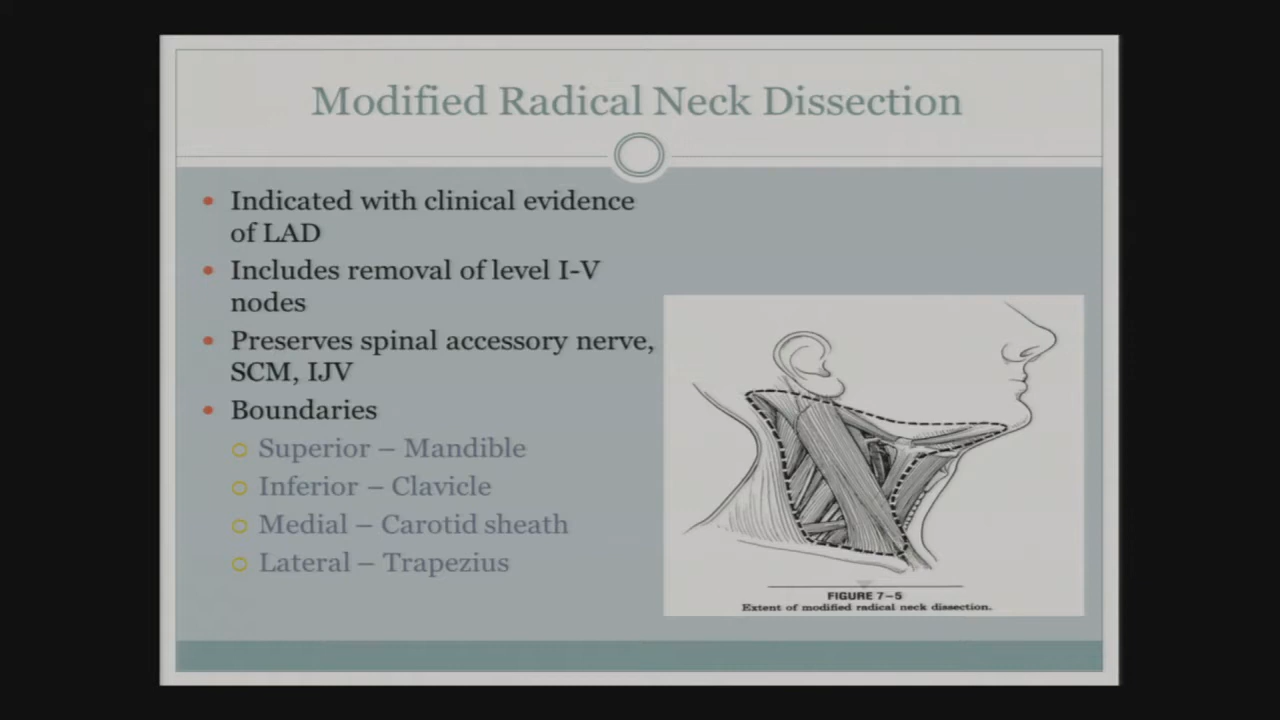 Modified Radical Neck Dissection
• Indicated with clinical evidence
of LAD
• Includes removal of level I-V
nodes
• Preserves spinal accessory nerve,
SCM, IJV
• Boundaries
○ Superior – Mandible
○ Inferior – Clavicle
○ Medial – Carotid sheath
○ Lateral – Trapezius
FIGURE 7–5
Extent of modified radical neck dissection.